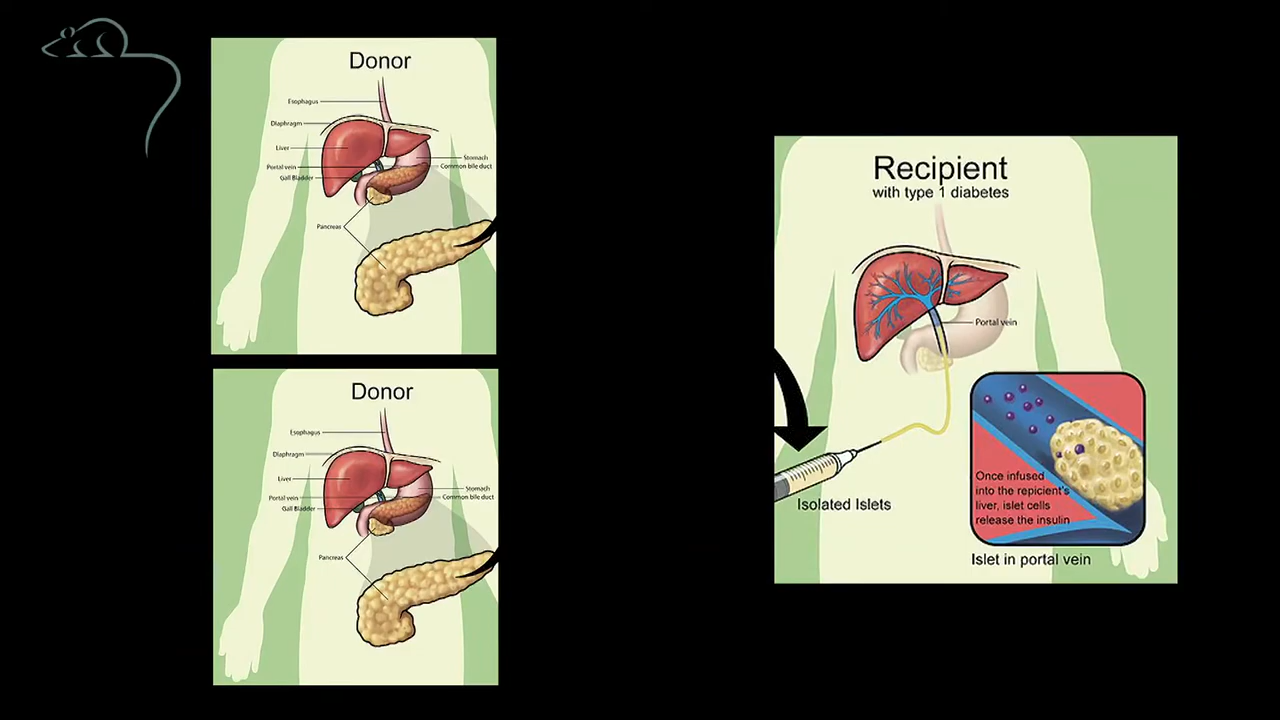 Donor
Esophagus
Diaphragm
Liver
Stomach
Portal vein
Common bile duct
Gall Bladder
Pancreas
Donor
Esophagus
Diaphragm
Liver
Stomach
Portal vein
Common bile duct
Gall Bladder
Pancreas
Recipient
with type 1 diabetes
Portal vein
Isolated Islets
Once infused
into the repicient's
liver, islet cells
release the insulin
Islet in portal vein